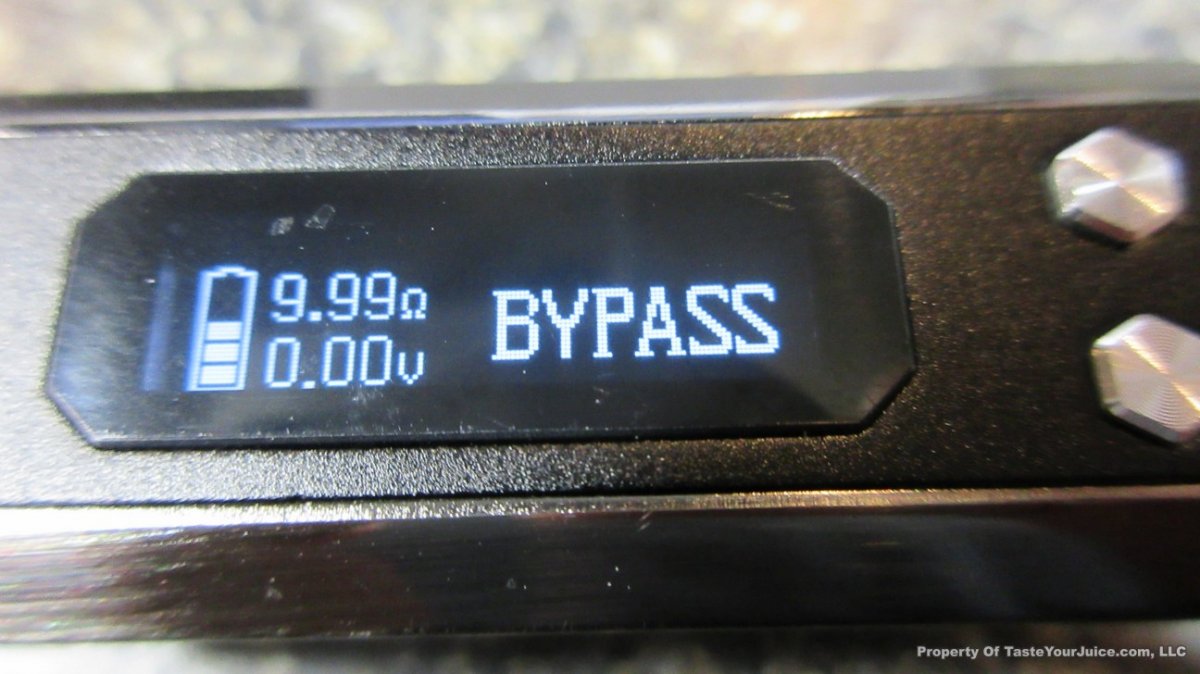 9.99Ω
0.00v
BYPASS
Property Of TasteYourJuice.com, LLC